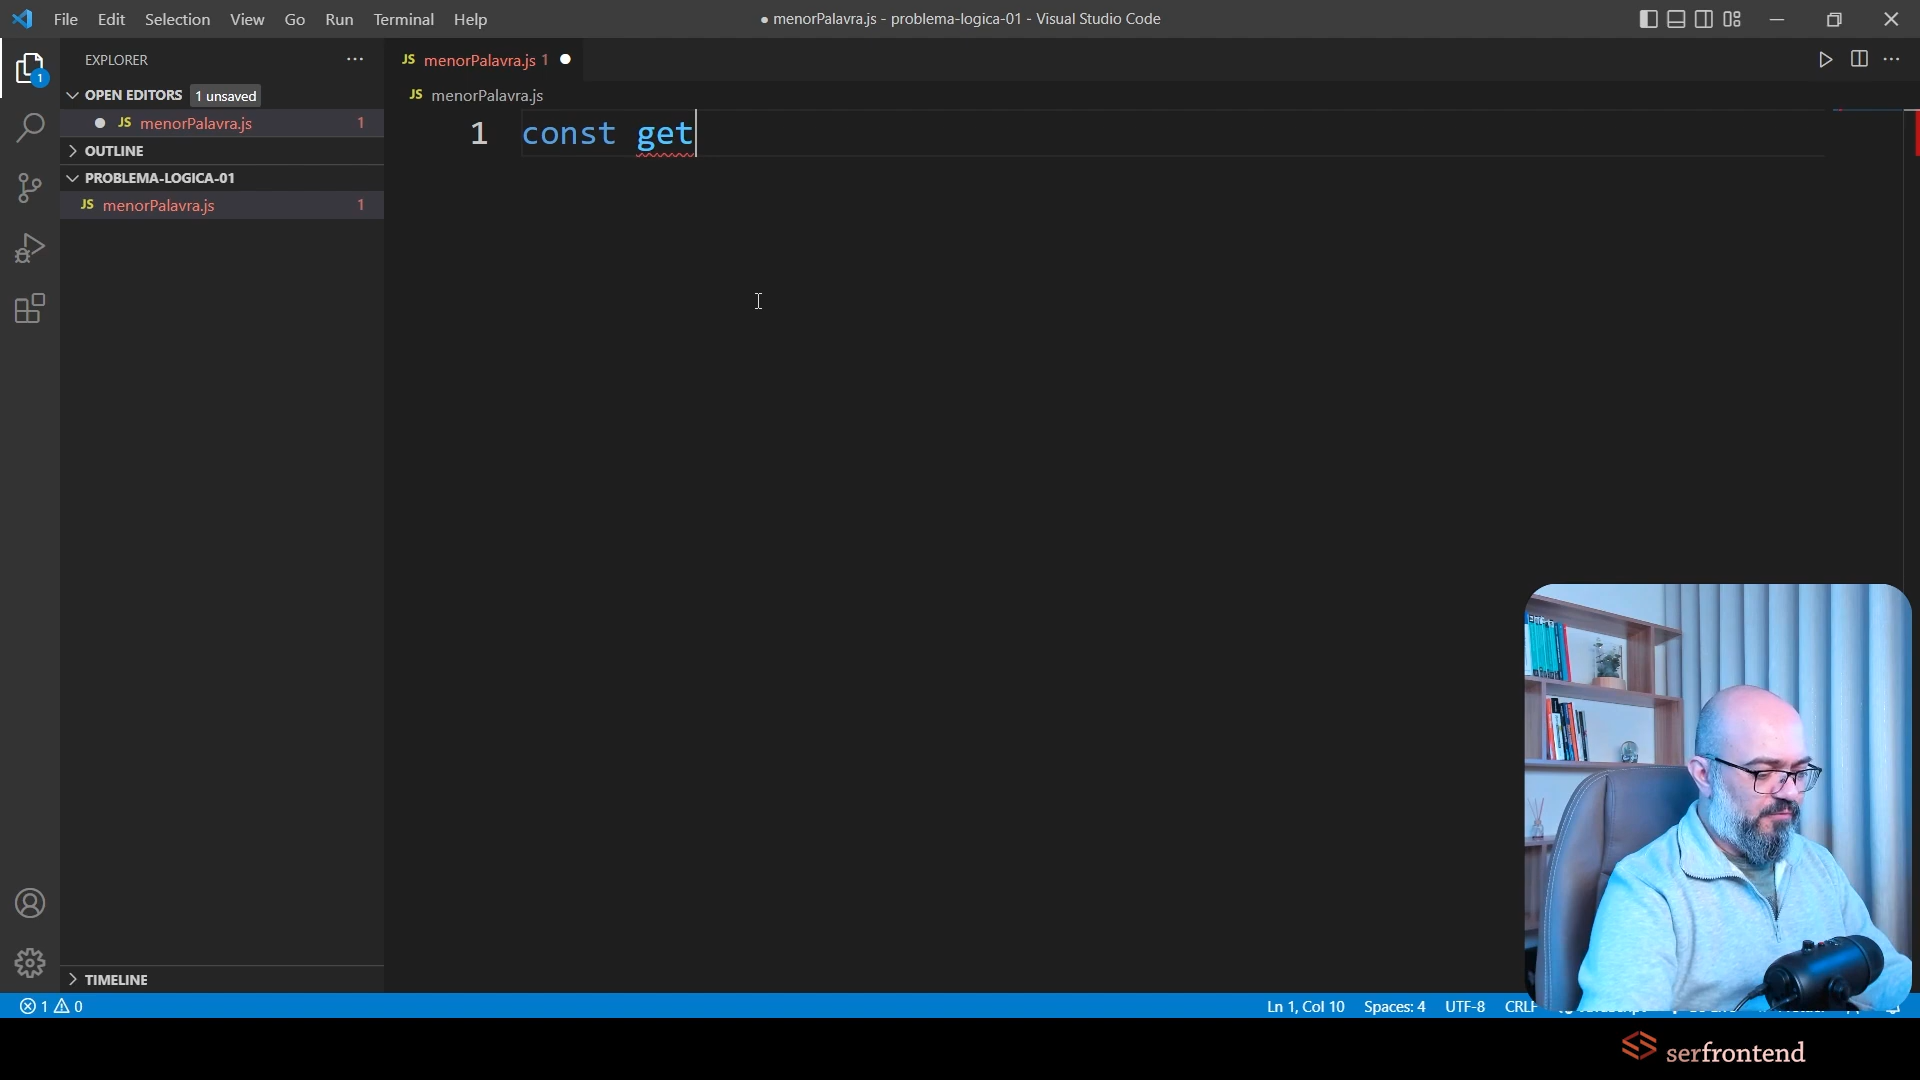 File Edit Selection View Go Run Terminal Help
● menorPalavra.js - problema-logica-01 - Visual Studio Code
EXPLORER
JS menorPalavra.js 1
OPEN EDITORS 1 unsaved
JS menorPalavra.js
JS menorPalavra.js 1
1 const get
OUTLINE
PROBLEMA-LOGICA-01
JS menorPalavra.js 1
1
TIMELINE
1 0
Ln 1, Col 10 Spaces: 4 UTF-8 CRLF
serfrontend